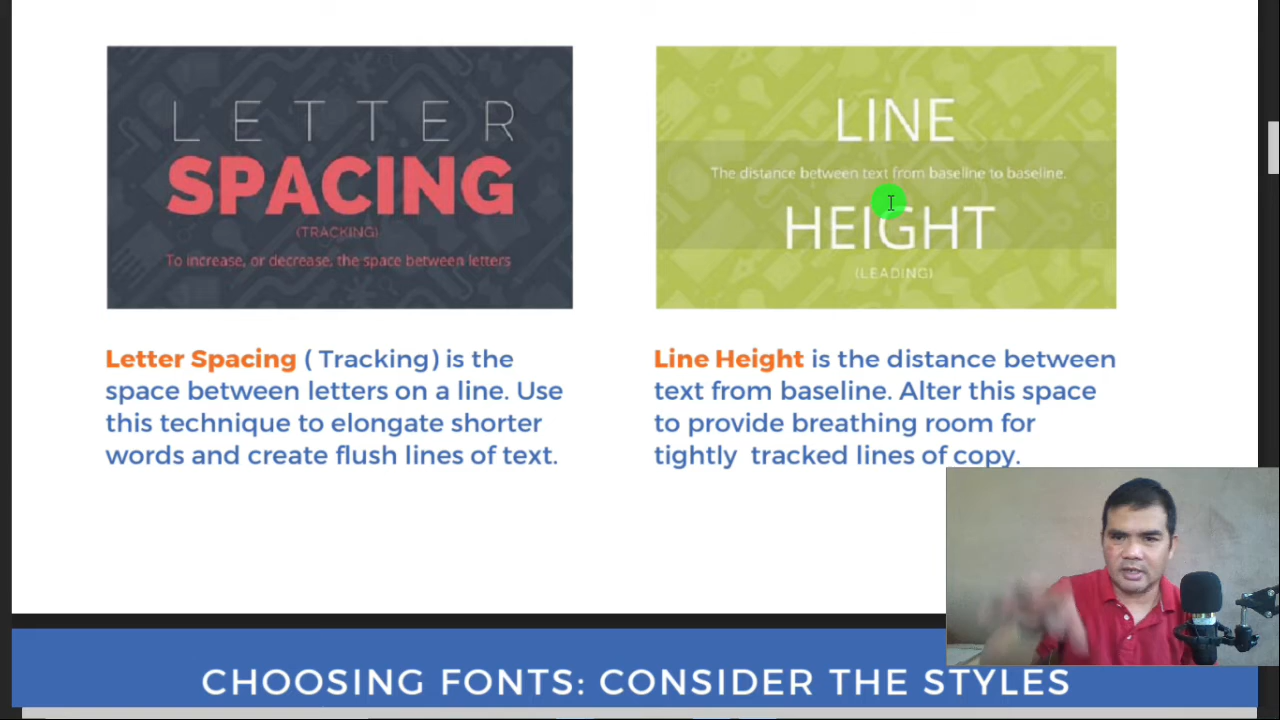 LETTER
SPACING
(TRACKING)
To increase, or decrease, the space between letters
LINE
The distance between text from baseline to baseline.
HEIGHT
(LEADING)
Letter Spacing ( Tracking) is the
space between letters on a line. Use
this technique to elongate shorter
words and create flush lines of text.
Line Height is the distance between
text from baseline. Alter this space
to provide breathing room for
tightly  tracked lines of copy.
CHOOSING FONTS: CONSIDER THE STYLES